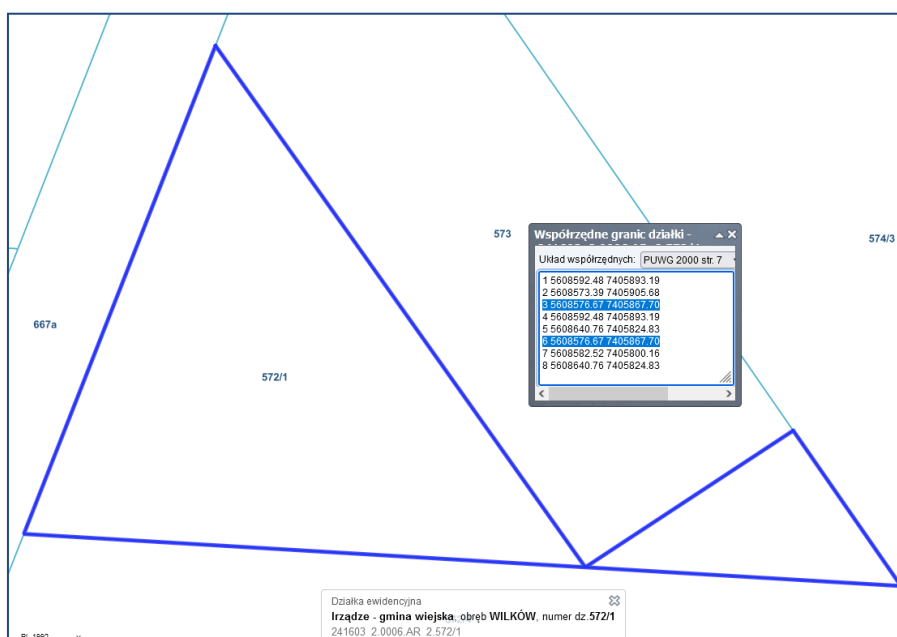 573
574/3
667a
572/1
Współrzędne granic działki -
Układ współrzędnych: PUWG 2000 str. 7
1 5608592.48 7405893.19
2 5608573.39 7405905.68
3 5608576.67 7405867.70
4 5608592.48 7405893.19
5 5608640.76 7405824.83
6 5608576.67 7405867.70
7 5608582.52 7405800.16
8 5608640.76 7405824.83
Działka ewidencyjna
Irządze - gmina wiejska, obręb WILKÓW, numer dz.572/1
241603_2.0006.AR_2.572/1